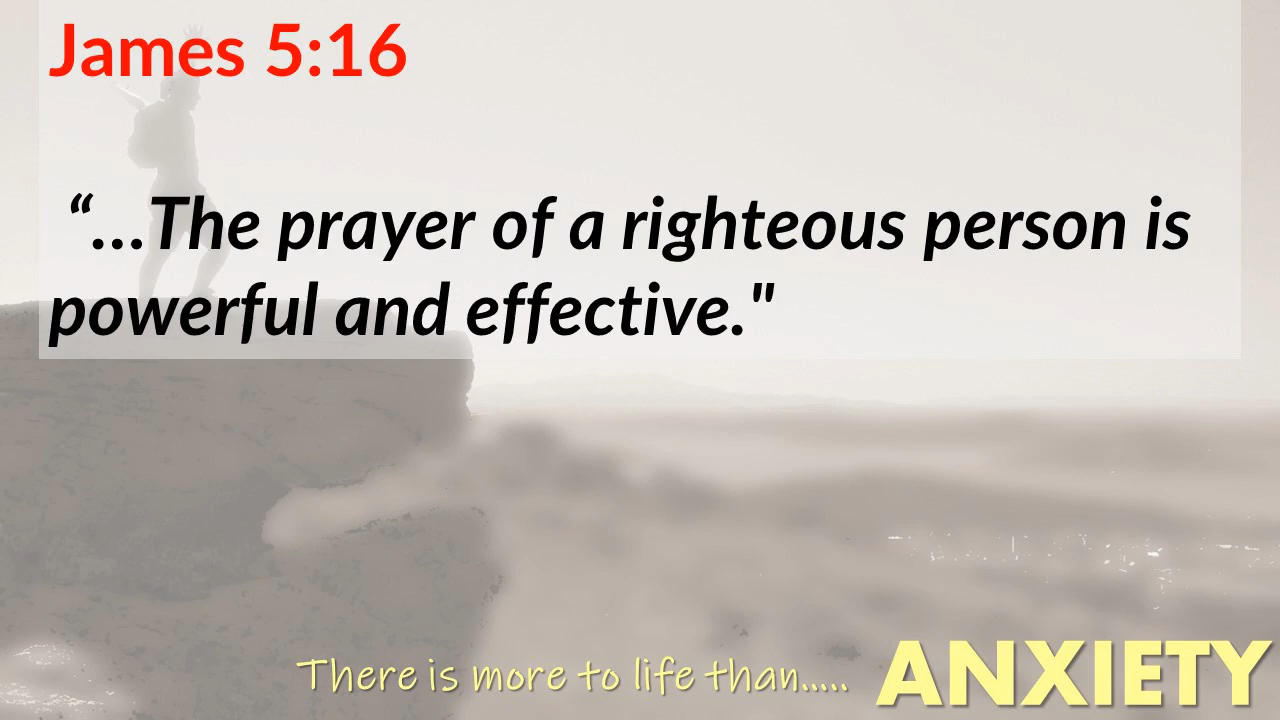 James 5:16
“...The prayer of a righteous person is
powerful and effective."
There is more to life than..... ANXIETY